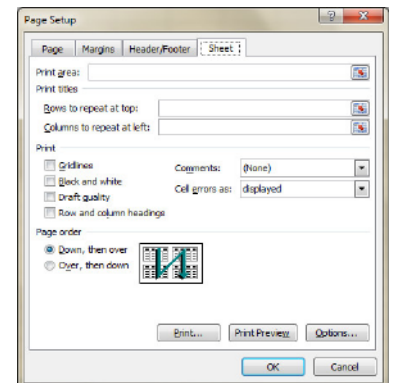 Page Setup
Page Margins Header/Footer Sheet
Print area:
Print titles
Rows to repeat at top:
Columns to repeat at left:
Print
Gridlines
Comments: (None)
Black and white
Cell errors as: displayed
Draft quality
Row and column headings
Page order
Down, then over
Over, then down
Print... Print Preview Options...
OK Cancel